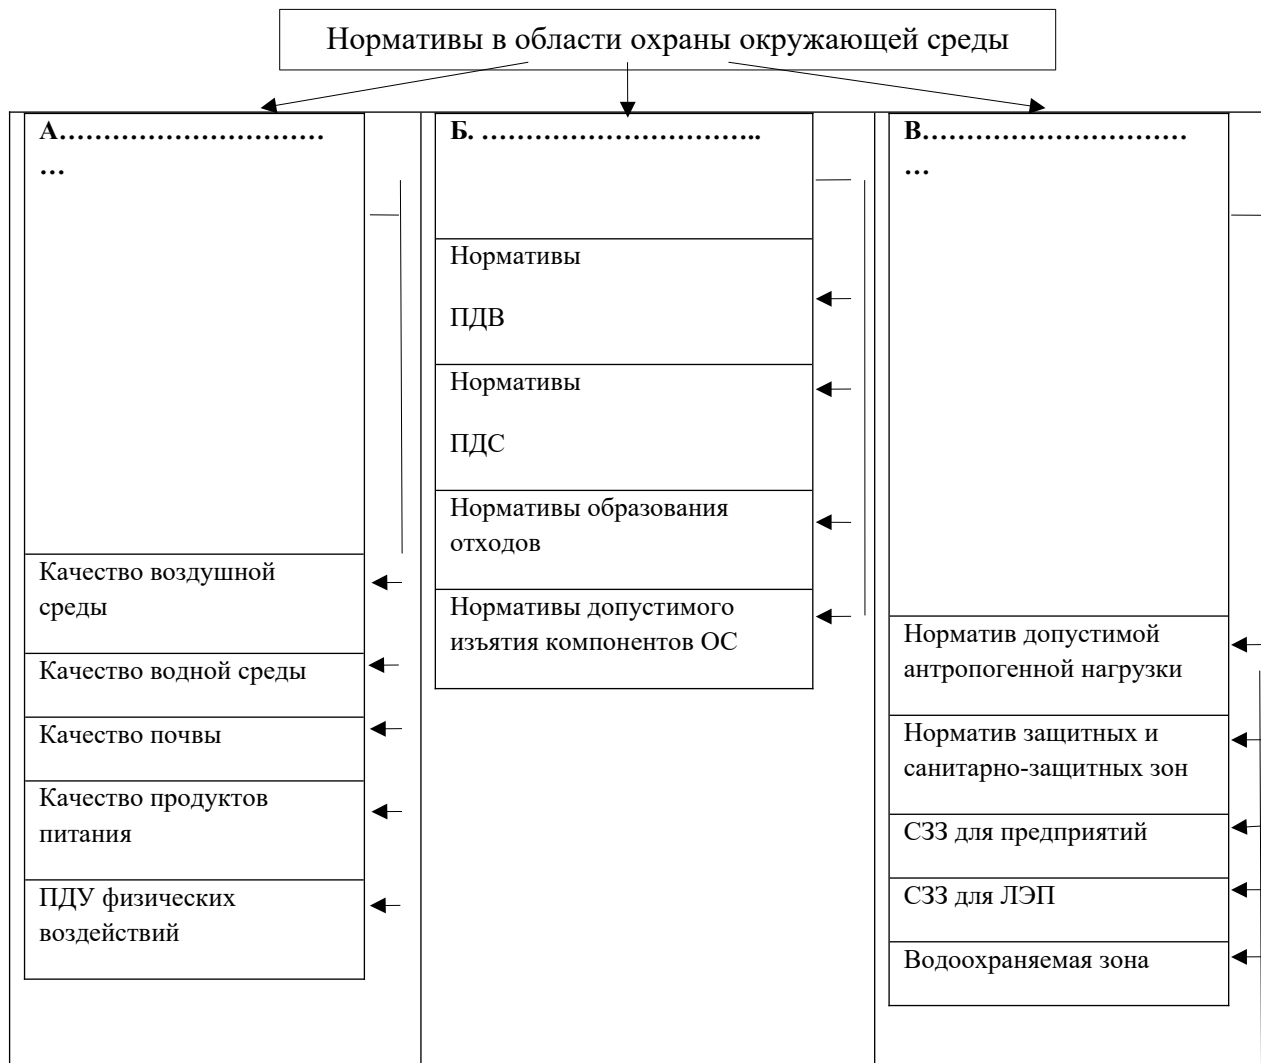 Нормативы в области охраны окружающей среды
А…………………………
…
Качество воздушной
среды
Качество водной среды
Качество почвы
Качество продуктов
питания
ПДУ физических
воздействий
Б. …………………………..
Нормативы
ПДВ
Нормативы
ПДС
Нормативы образования
отходов
Нормативы допустимого
изъятия компонентов ОС
В…………………………
…
Норматив допустимой
антропогенной нагрузки
Норматив защитных и
санитарно-защитных зон
СЗЗ для предприятий
СЗЗ для ЛЭП
Водоохраняемая зона